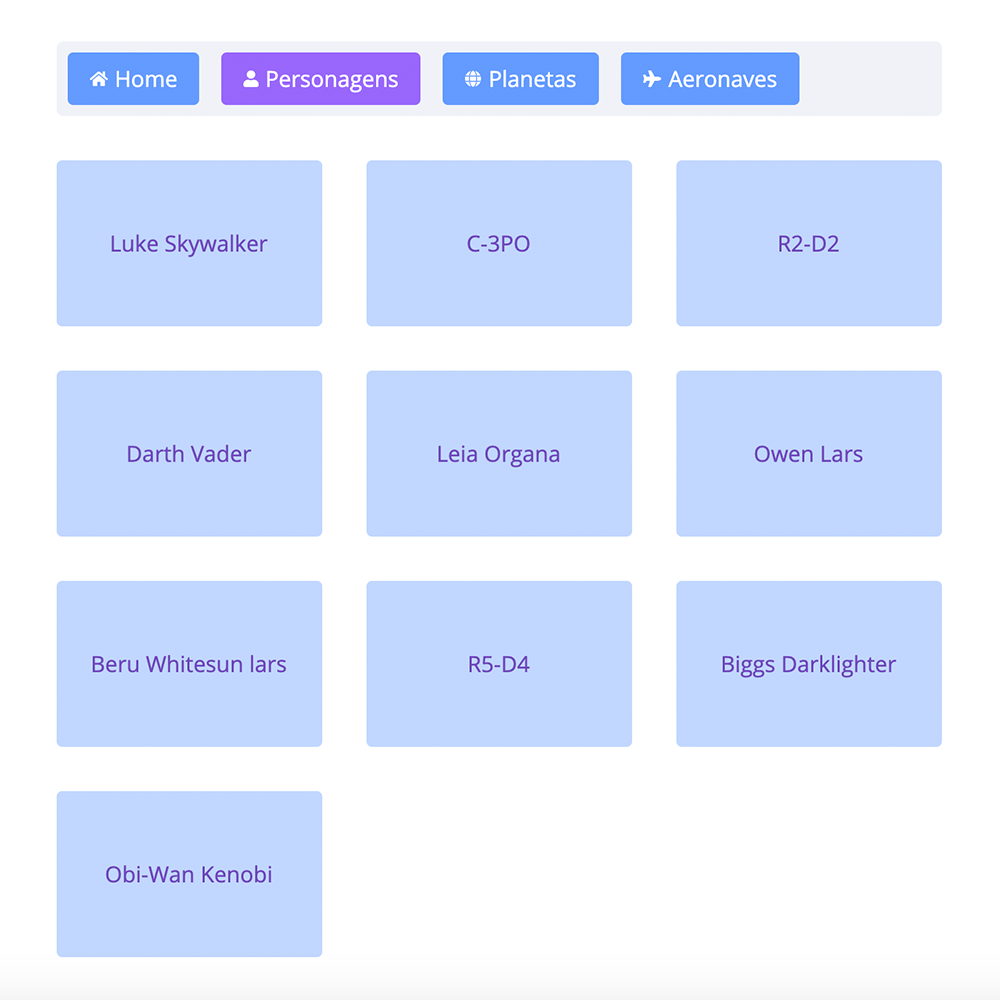 Home Personagens Planetas Aeronaves
Luke Skywalker C-3PO R2-D2
Darth Vader Leia Organa Owen Lars
Beru Whitesun lars R5-D4 Biggs Darklighter
Obi-Wan Kenobi